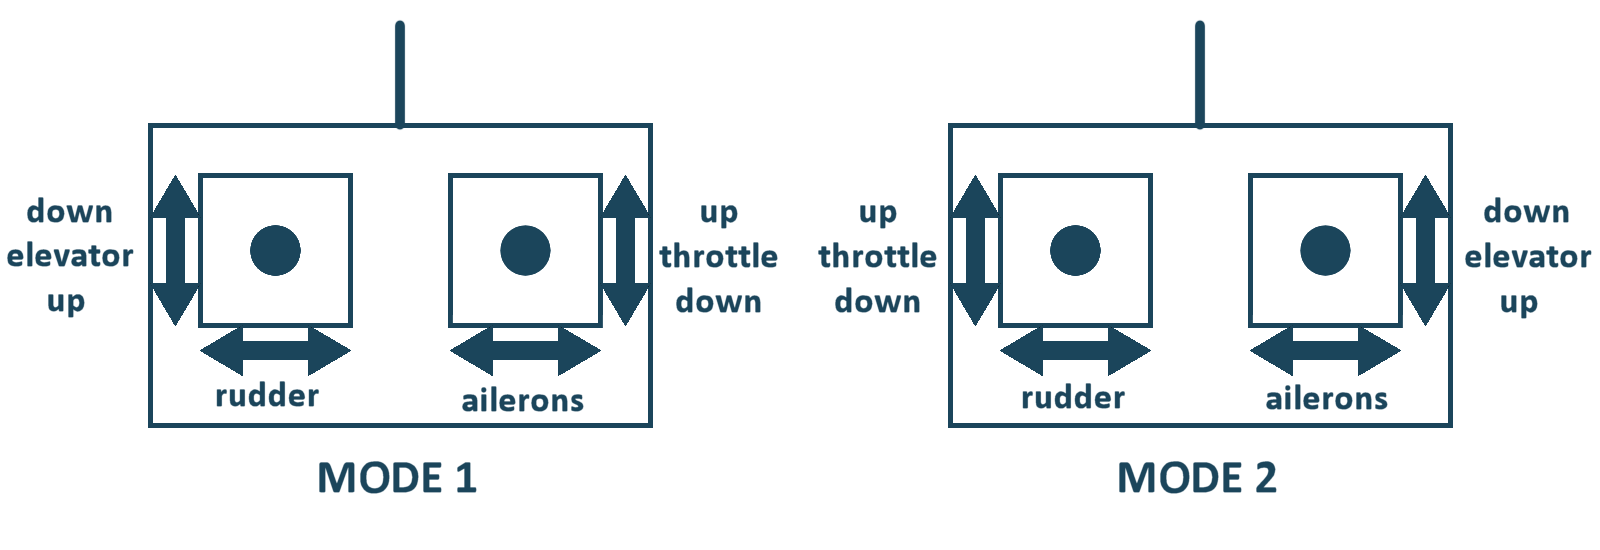 down
elevator
up
up
throttle
down
rudder
ailerons
MODE 1
up
throttle
down
down
elevator
up
rudder
ailerons
MODE 2